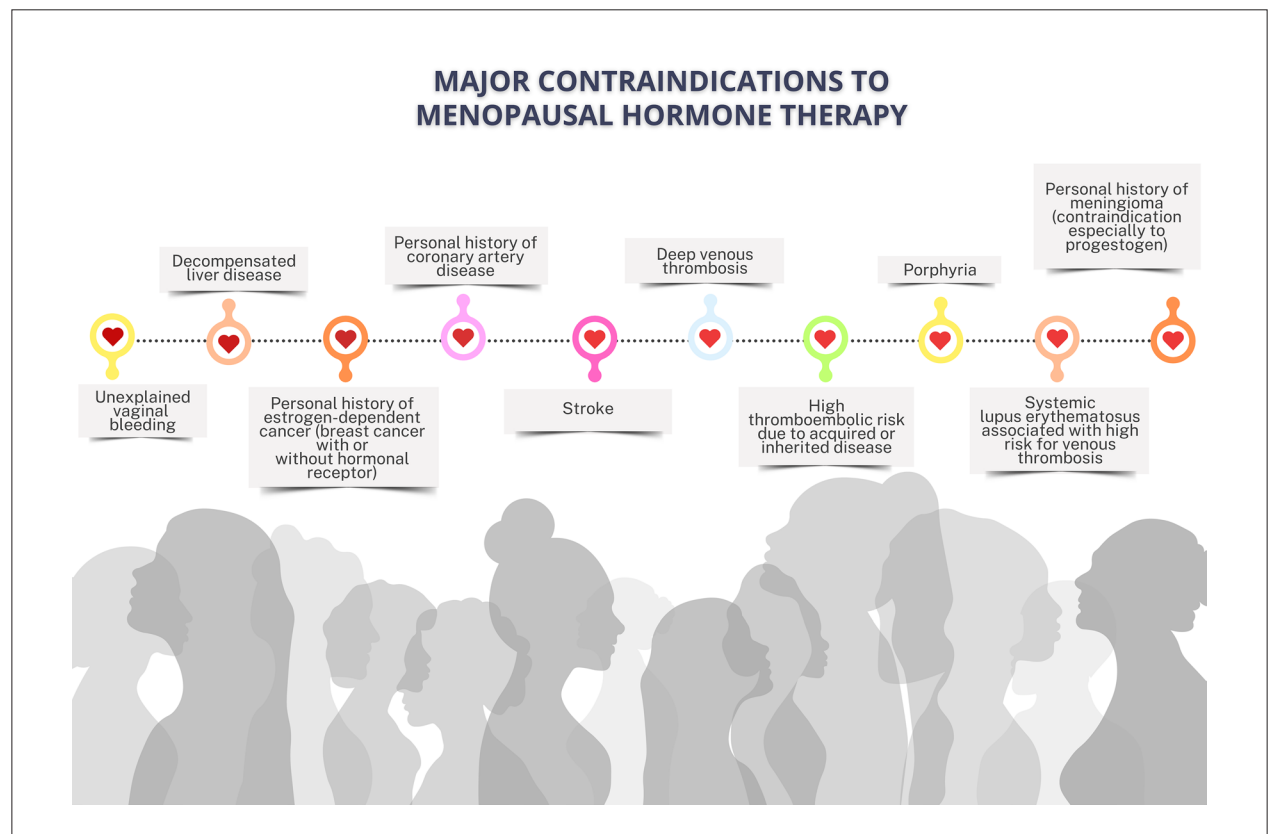 MAJOR CONTRAINDICATIONS TO
MENOPAUSAL HORMONE THERAPY
Unexplained
vaginal
bleeding
Decompensated
liver disease
Personal history of
estrogen-dependent
cancer (breast cancer
with or
without hormonal
receptor)
Personal history of
coronary artery
disease
Stroke
Deep venous
thrombosis
High
thromboembolic risk
due to acquired or
inherited disease
Porphyria
Systemic
lupus erythematosus
associated with high
risk for venous
thrombosis
Personal history of
meningioma
(contraindication
especially to
progestogen)